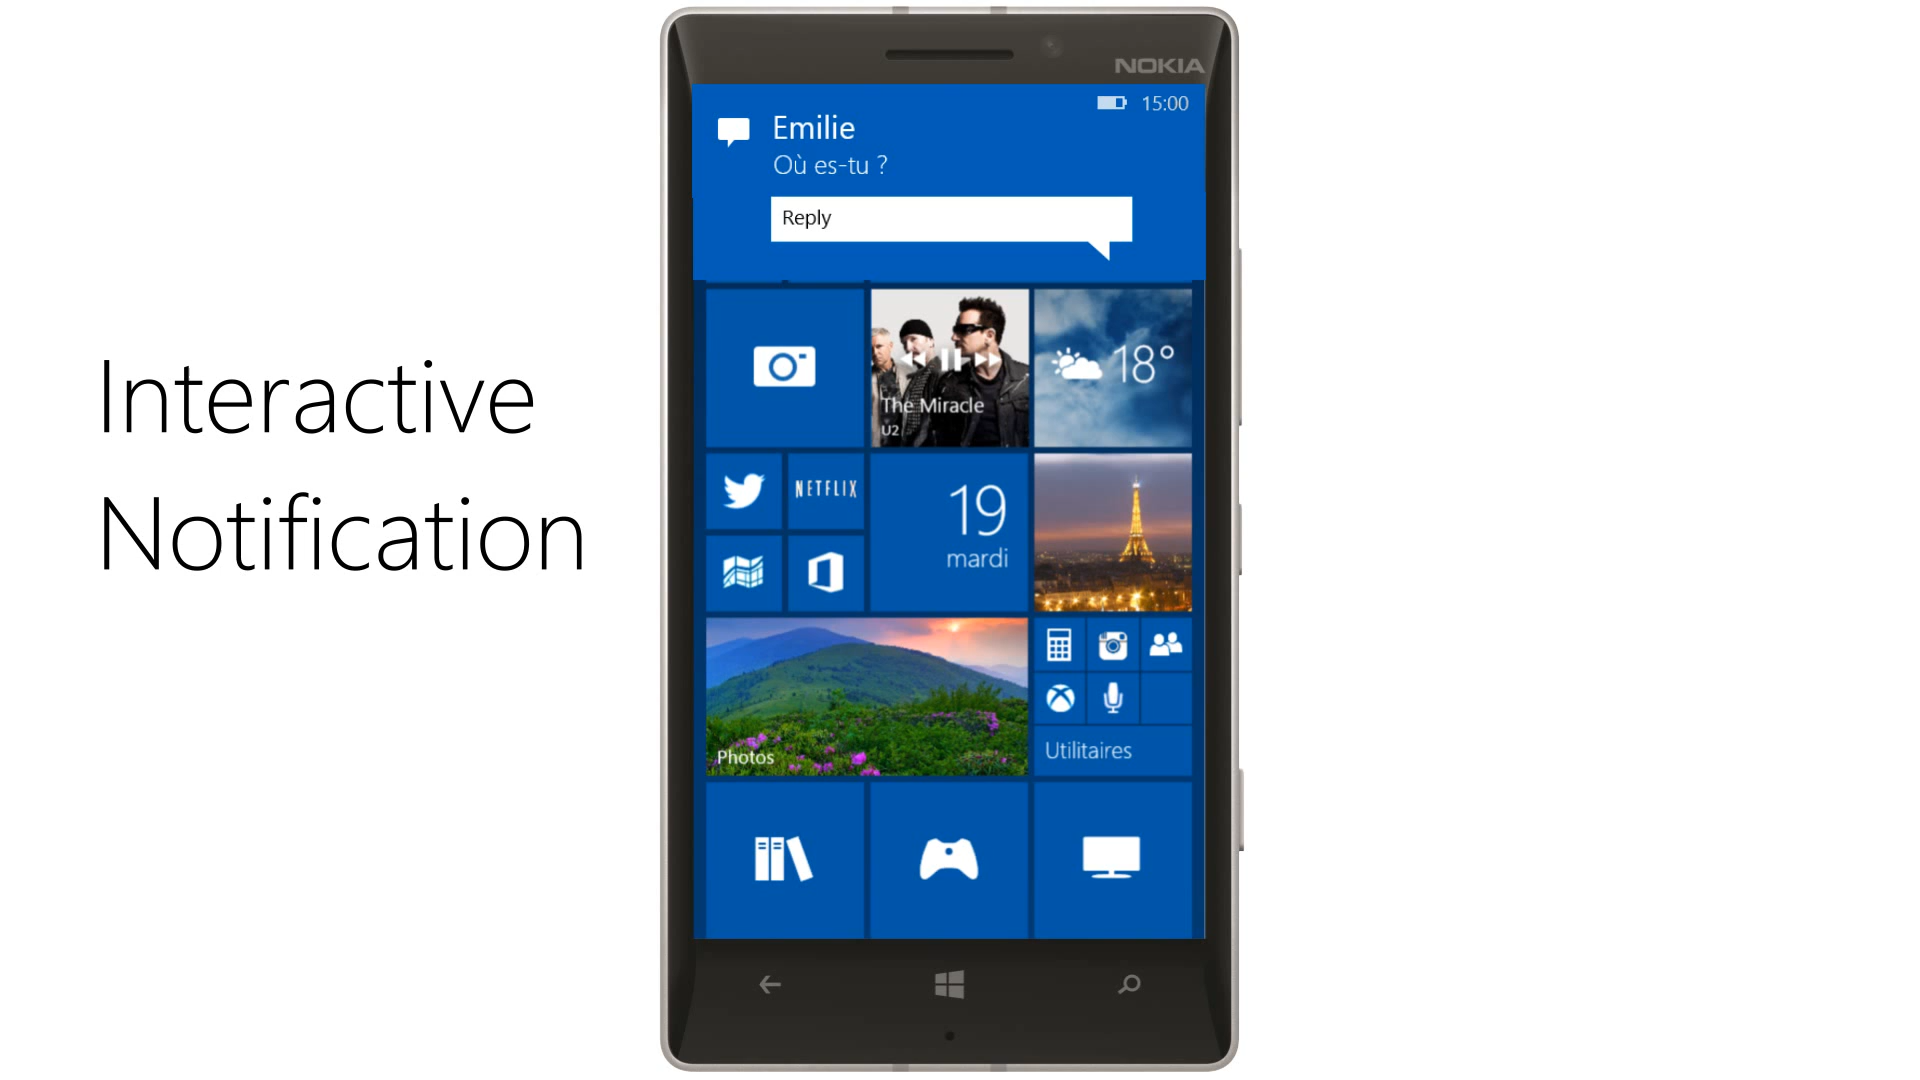 Interactive
Notification
NOKIA
15:00
Emilie
Où es-tu ?
Reply
The Miracle
U2
18°
NETFLIX
19
mardi
Photos
Utilitaires